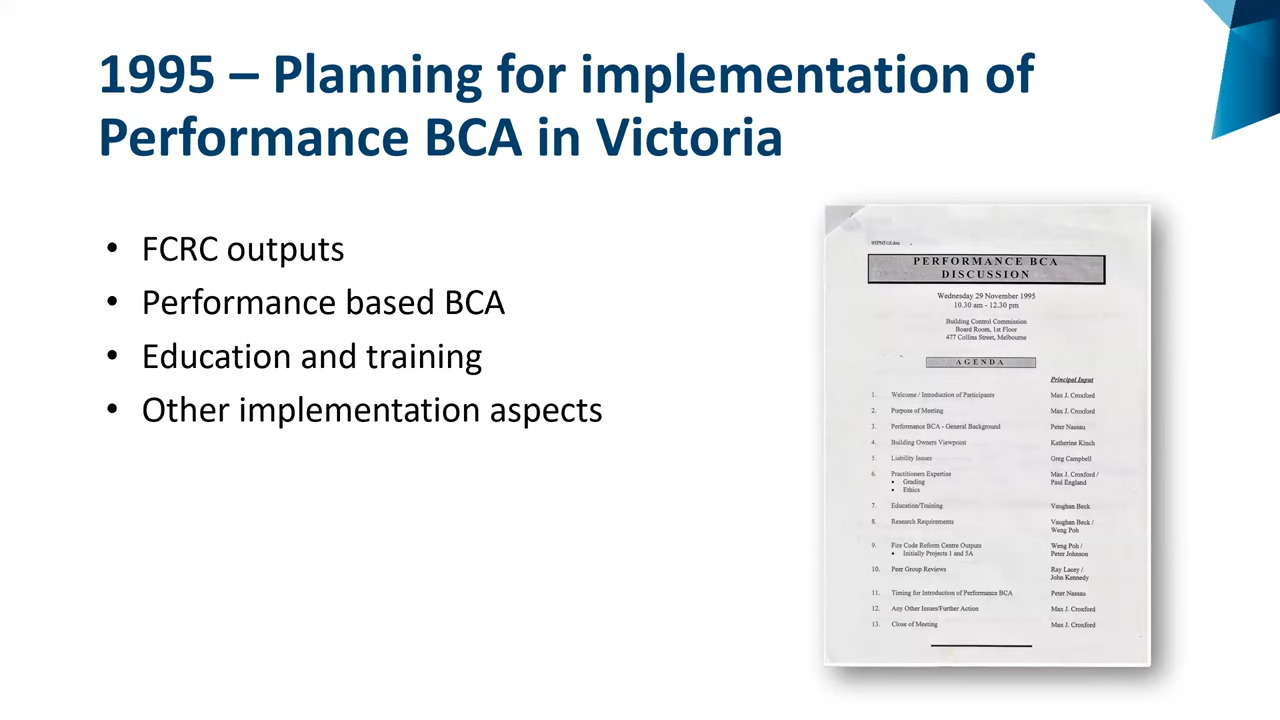 1995 – Planning for implementation of
Performance BCA in Victoria
• FCRC outputs
• Performance based BCA
• Education and training
• Other implementation aspects
PERFORMANCE BCA
DISCUSSION
Wednesday 29 November 1995
10.30 am - 12.30 pm
Building Control Commission
Board Room, 1st Floor
477 Collins Street, Melbourne
AGENDA
Principal Input
1. Welcome / Introduction of Participants Max J. Croxford
2. Purpose of Meeting Max J. Croxford
3. Performance BCA - General Background Peter Nassau
4. Building Owners Viewpoint Katherine Kinch
5. Liability Issues Greg Campbell
6. Practitioners Expertise Max J. Croxford /
• Grading Paul England
• Ethics
7. Education/Training Vaughan Beck
8. Research Requirements Vaughan Beck /
Weng Poh
9. Fire Code Reform Centre Outputs Weng Poh /
• Initially Projects 1 and 5A Peter Johnson
10. Peer Group Reviews Ray Lacey /
John Kennedy
11. Timing for Introduction of Performance BCA Peter Nassau
12. Any Other Issues/Further Action Max J. Croxford
13. Close of Meeting Max J. Croxford